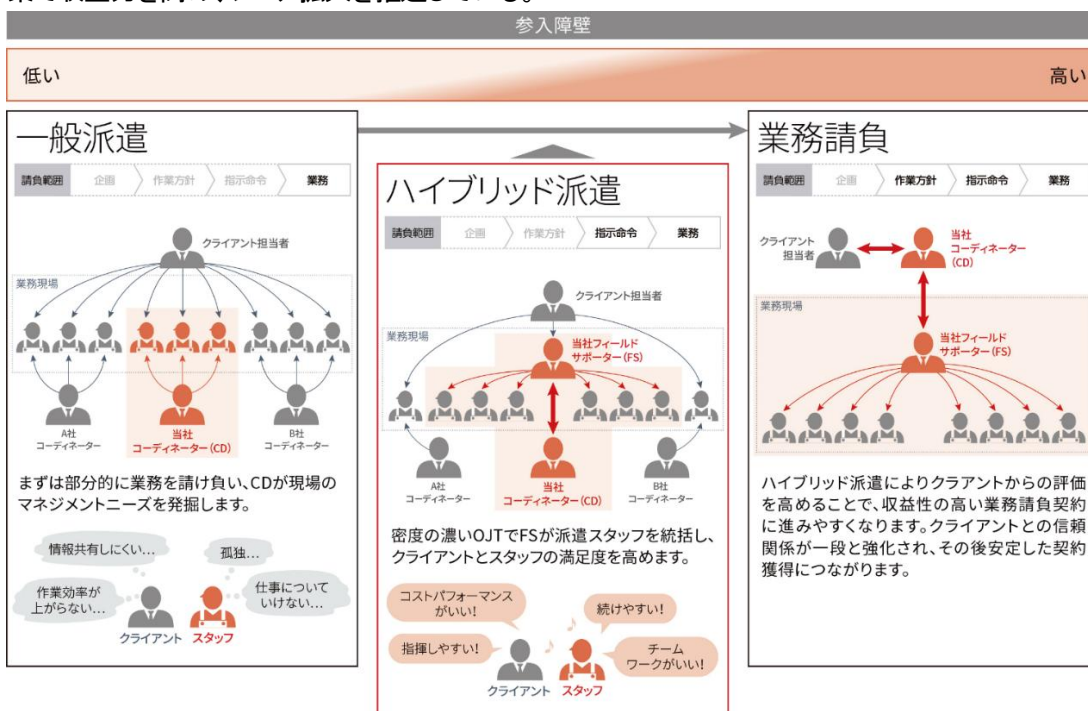 拡大を推進している。
参入障壁
低い
高い
一般派遣
請負範囲 企画 作業方針 指示命令 業務
クライアント担当者
業務現場
A社
コーディネーター
当社
コーディネーター(CD)
B社
コーディネーター
まずは部分的に業務を請け負い、CDが現場の
マネジメントニーズを発掘します。
情報共有しにくい…
孤独…
作業効率が
上がらない…
仕事について
いけない…
クライアント スタッフ
ハイブリッド派遣
請負範囲 企画 作業方針 指示命令 業務
クライアント担当者
業務現場
当社フィールド
サポーター(FS)
A社
コーディネーター
当社
コーディネーター(CD)
B社
コーディネーター
密度の濃いOJTでFSが派遣スタッフを統括し、
クライアントとスタッフの満足度を高めます。
コストパフォーマンス
がいい!
続けやすい!
指揮しやすい!
チーム
ワークがいい!
クライアント スタッフ
業務請負
請負範囲 企画 作業方針 指示命令 業務
クライアント
担当者
当社
コーディネーター
(CD)
業務現場
当社フィールド
サポーター(FS)
ハイブリッド派遣によりクラアントからの評価
を高めることで、収益性の高い業務請負契約
に進みやすくなります。クライアントとの信頼
関係が一段と強化され、その後安定した契約
獲得につながります。